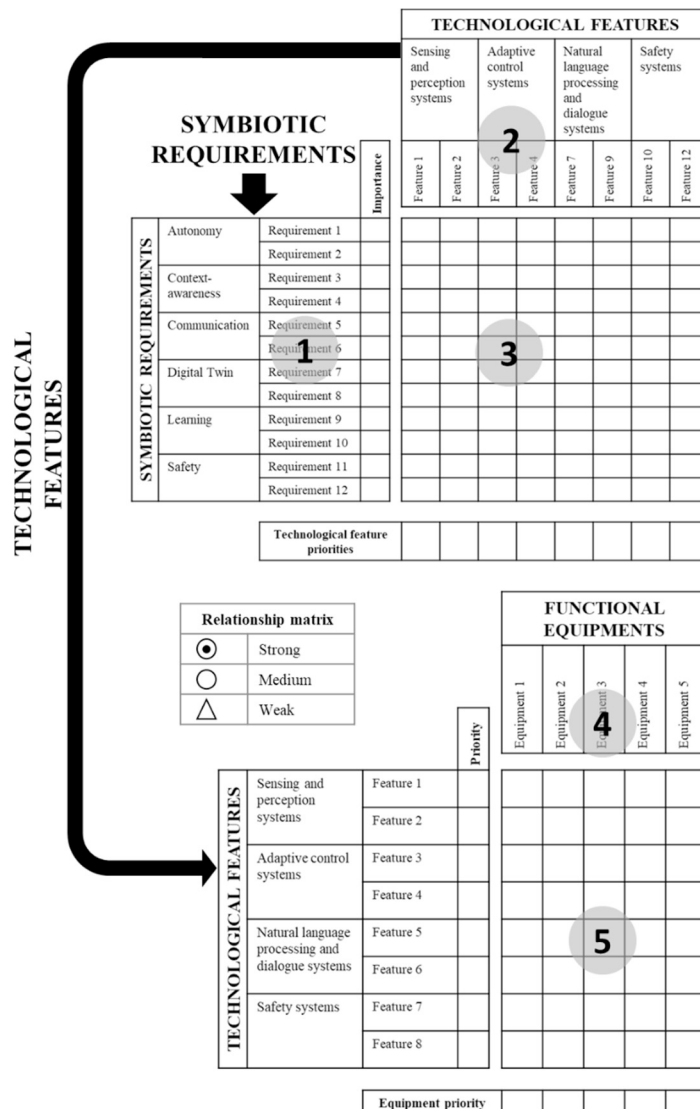 TECHNOLOGICAL FEATURES
Sensing
and
perception
systems
Adaptive
control
systems
Natural
language
processing
and
dialogue
systems
Safety
systems
2
Feature 1
Feature 2
Feature 3
Feature 4
Feature 7
Feature 9
Feature 10
Feature 12
SYMBIOTIC
REQUIREMENTS
Importance
SYMBIOTIC REQUIREMENTS
Autonomy
Requirement 1
Requirement 2
Context-
awareness
Requirement 3
Requirement 4
Communication
Requirement 5
Requirement 6
1
3
Digital Twin
Requirement 7
Requirement 8
Learning
Requirement 9
Requirement 10
Safety
Requirement 11
Requirement 12
Technological feature
priorities
TECHNOLOGICAL
FEATURES
Relationship matrix
Strong
Medium
Weak
FUNCTIONAL
EQUIPMENTS
Equipment 1
Equipment 2
Equipment 3
Equipment 4
Equipment 5
4
Priority
TECHNOLOGICAL FEATURES
Sensing and
perception
systems
Feature 1
Feature 2
Adaptive control
systems
Feature 3
Feature 4
Natural language
processing and
dialogue systems
Feature 5
Feature 6
5
Safety systems
Feature 7
Feature 8
Equipment priority